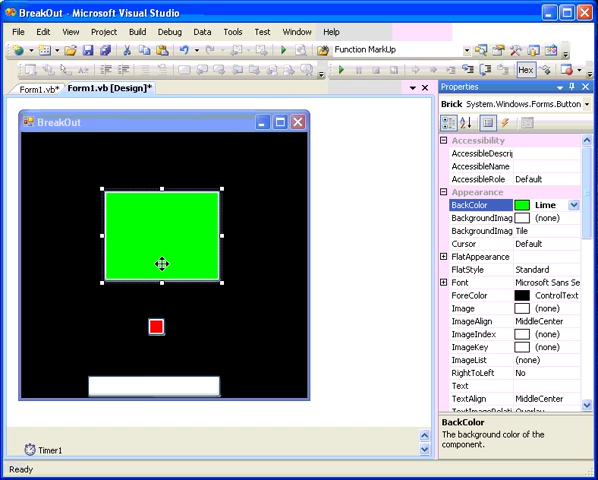 BreakOut - Microsoft Visual Studio
File Edit View Project Build Debug Data Tools Test Window Help
Function MarkUp
Hex
Form1.vb* Form1.vb [Design]*
BreakOut
Timer1
Properties
Brick System.Windows.Forms.Button
Accessibility
AccessibleDescrip
AccessibleName
AccessibleRole Default
Appearance
BackColor Lime
BackgroundImag (none)
BackgroundImag Tile
Cursor Default
FlatAppearance
FlatStyle Standard
Font Microsoft Sans Se
ForeColor ControlText
Image (none)
ImageAlign MiddleCenter
ImageIndex (none)
ImageKey (none)
ImageList (none)
RightToLeft No
Text
TextAlign MiddleCenter
TextImageRelati Overlay
BackColor
The background color of the
component.
Ready